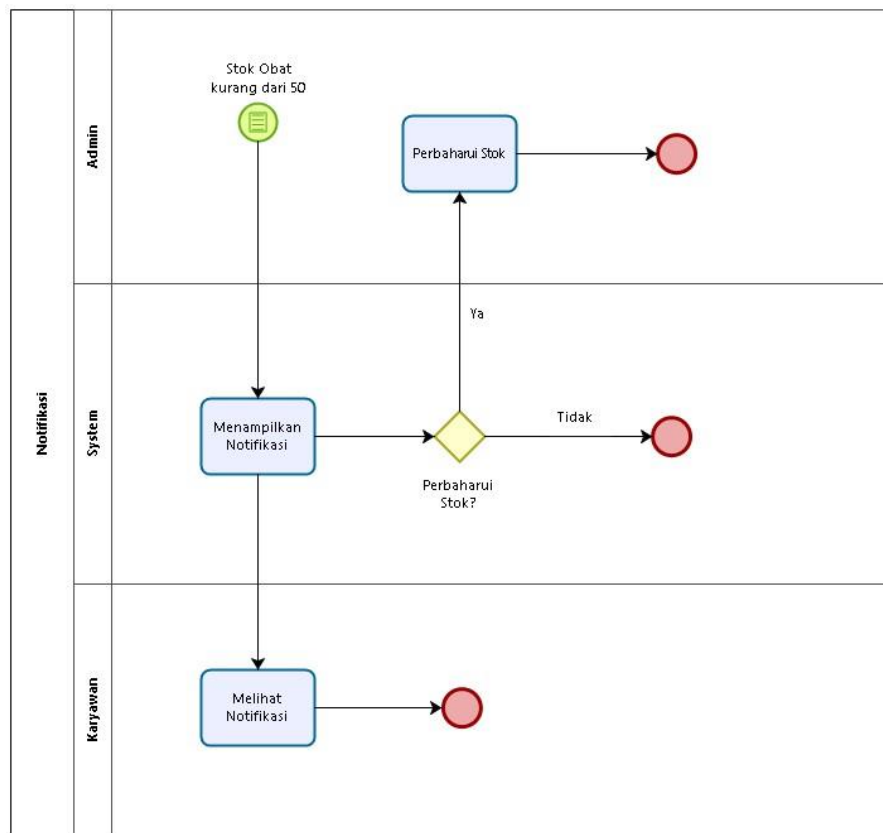 Notifikasi
Admin
Stok Obat
kurang dari 50
Perbaharui Stok
System
Ya
Menampilkan
Notifikasi
Tidak
Perbaharui
Stok?
Karyawan
Melihat
Notifikasi